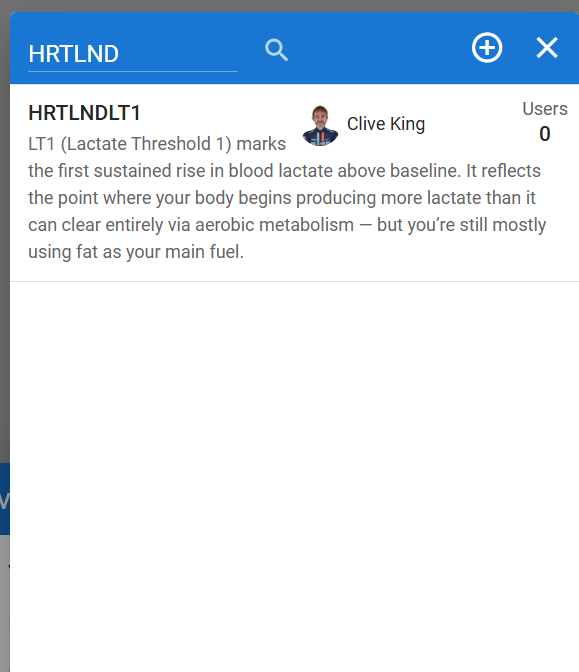 HRTLND
HRTLNDLT1
Clive King
Users
0
LT1 (Lactate Threshold 1) marks
the first sustained rise in blood lactate above baseline. It reflects
the point where your body begins producing more lactate than it
can clear entirely via aerobic metabolism — but you’re still mostly
using fat as your main fuel.